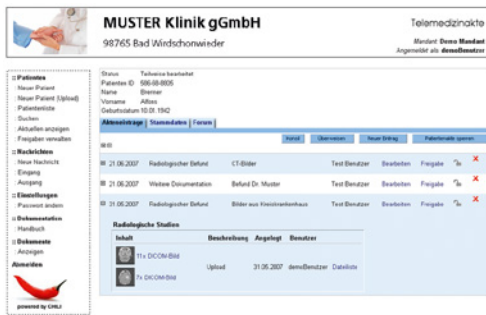 MUSTER Klinik gGmbH
98765 Bad Wirdschonwieder
Telemedizinakte
Mandant: Demo Mandant
Angemeldet als demoBenutzer
:: Patienten
Neuer Patient
Neuer Patient (Upload)
Patientenliste
Suchen
Aktuellen anzeigen
Freigaben verwalten
:: Nachrichten
Neue Nachricht
Eingang
Ausgang
:: Einstellungen
Passwort ändern
:: Dokumentation
Handbuch
:: Dokumente
Anzeigen
Abmelden
powered by CHILI
Status Teilweise bearbeitet
Patienten ID 586-68-8805
Name Bremer
Vorname
Geburtsdatum 10.01.1942
Akteneinträge | Stammdaten | Forum |
Überweisen Neuer Eintrag Patientenakte sperren
21.06.2007 Radiologischer Befund CT-Bilder Test Benutzer Bearbeiten Freigabe
21.06.2007 Weitere Dokumentation Befund Dr. Muster Test Benutzer Bearbeiten Freigabe
31.05.2007 Radiologischer Befund Bilder aus Kreiskrankenhaus Test Benutzer Bearbeiten Freigabe
Radiologische Studien
Inhalt Beschreibung Angelegt Benutzer
11x DICOM-Bild
Upload 31.05.2007 demoBenutzer Dateiliste
7x DICOM-Bild